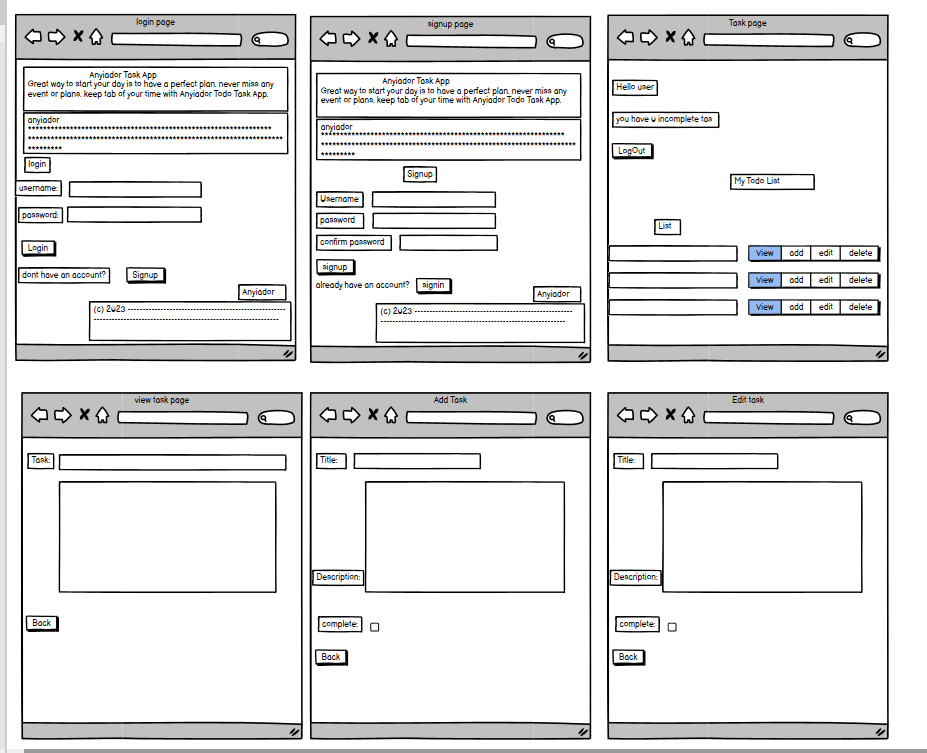 login page
Anyiador Task App
Great way to start your day is to have a perfect plan. never miss any
event or plans. keep tab of your time with Anyiador Todo Task App.
anyiador
login
username:
password:
Login
dont have an account?
Signup
Anyiador
(c) 2023
signup page
Anyiador Task App
Great way to start your day is to have a perfect plan. never miss any
event or plans. keep tab of your time with Anyiador Todo Task App.
anyiador
Signup
Username
password
confirm password
signup
already have an account?
signin
Anyiador
(c) 2023
Task page
Hello user
you have 0 incomplete tas
LogOut
My Todo List
List
View add edit delete
View add edit delete
View add edit delete
view task page
Task:
Back
Add Task
Title:
Description:
complete:
Back
Edit task
Title:
Description:
complete:
Back